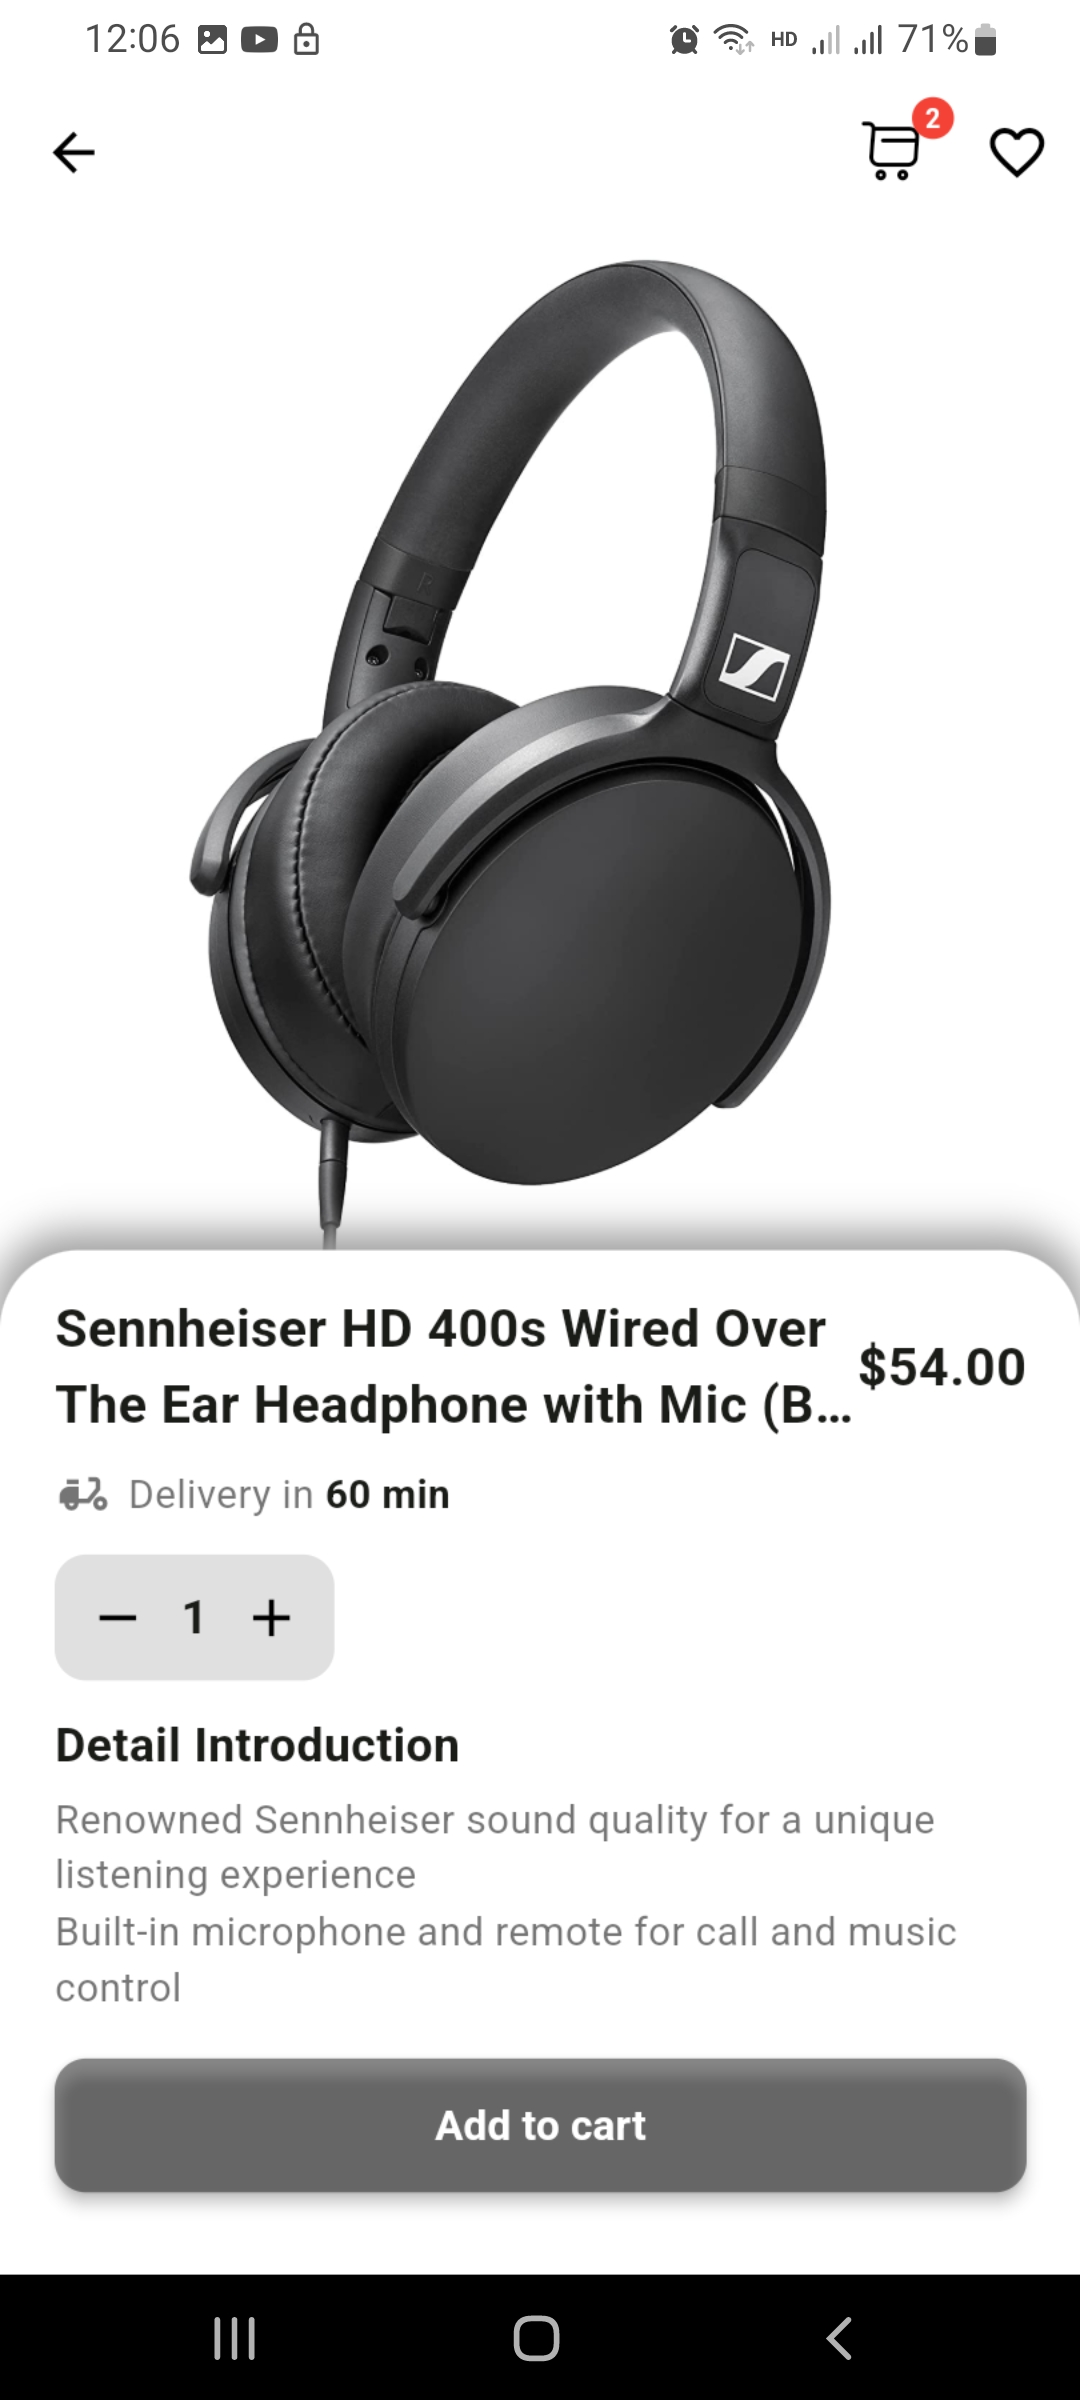 12:06 HD 71%
2
Sennheiser HD 400s Wired Over
The Ear Headphone with Mic (B...
$54.00
Delivery in 60 min
1
Detail Introduction
Renowned Sennheiser sound quality for a unique
listening experience
Built-in microphone and remote for call and music
control
Add to cart